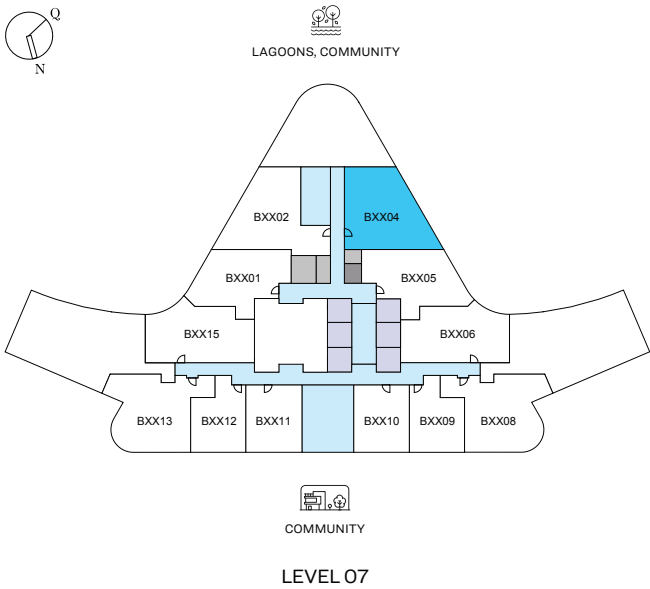 Q
N
LAGOONS, COMMUNITY
BXX02
BXX04
BXX01
BXX05
BXX15
BXX06
BXX13
BXX12
BXX11
BXX10
BXX09
BXX08
COMMUNITY
LEVEL 07